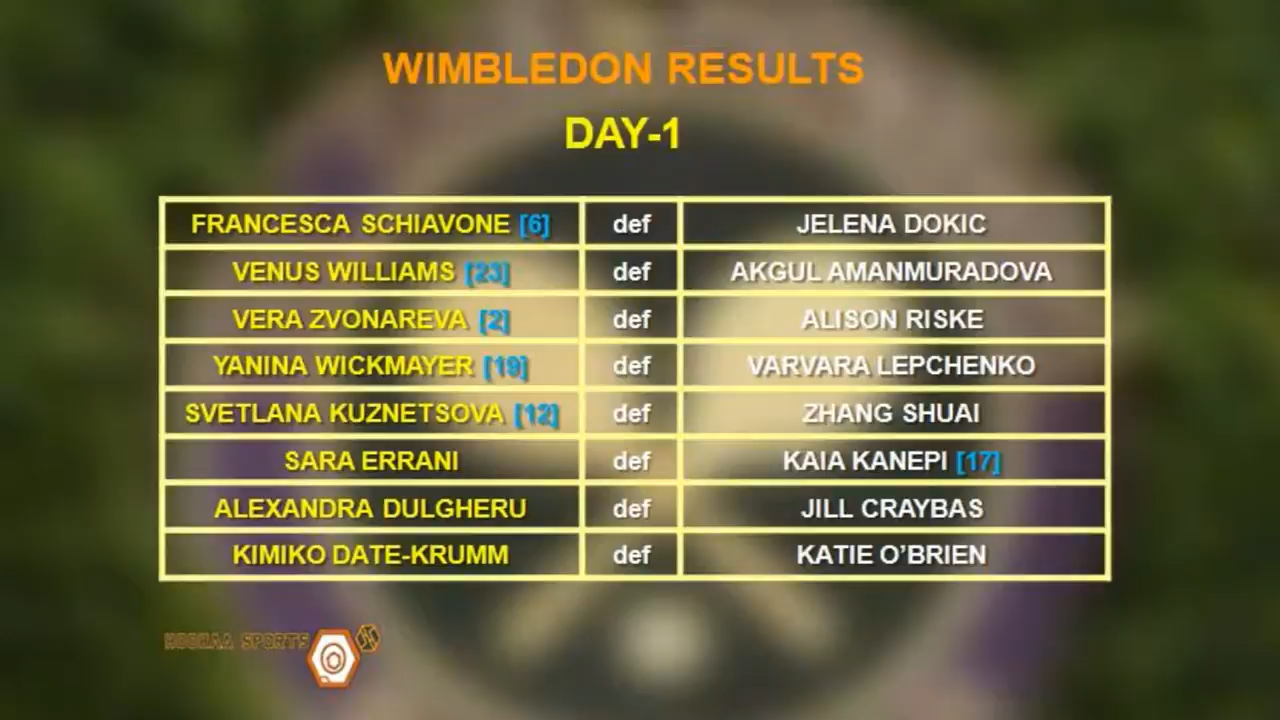 WIMBLEDON RESULTS
DAY-1
FRANCESCA SCHIAVONE [6] def JELENA DOKIC
VENUS WILLIAMS [23] def AKGUL AMANMURADOVA
VERA ZVONAREVA [2] def ALISON RISKE
YANINA WICKMAYER [19] def VARVARA LEPCHENKO
SVETLANA KUZNETSOVA [12] def ZHANG SHUAI
SARA ERRANI def KAIA KANEPI [17]
ALEXANDRA DULGHERU def JILL CRAYBAS
KIMIKO DATE-KRUMM def KATIE O’BRIEN
SPORTS